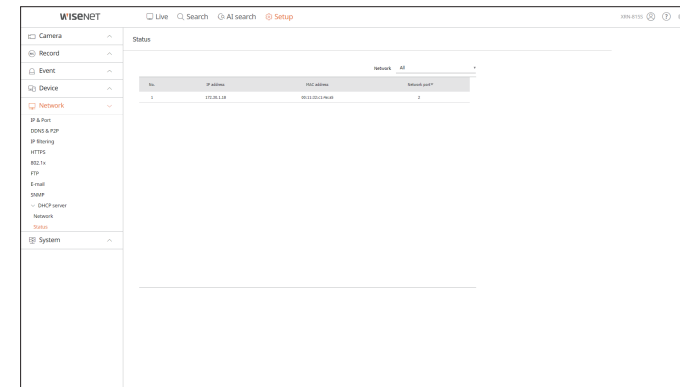 WISENET
Live Search AI search Setup
Camera
Status
Record
Event
Network All
Device
No. IP address MAC address Network port
1 2
Network
IP & Port
DDNS & P2P
IP filtering
HTTPS
802.1x
FTP
E-mail
SNMP
DHCP server
Network
Status
System